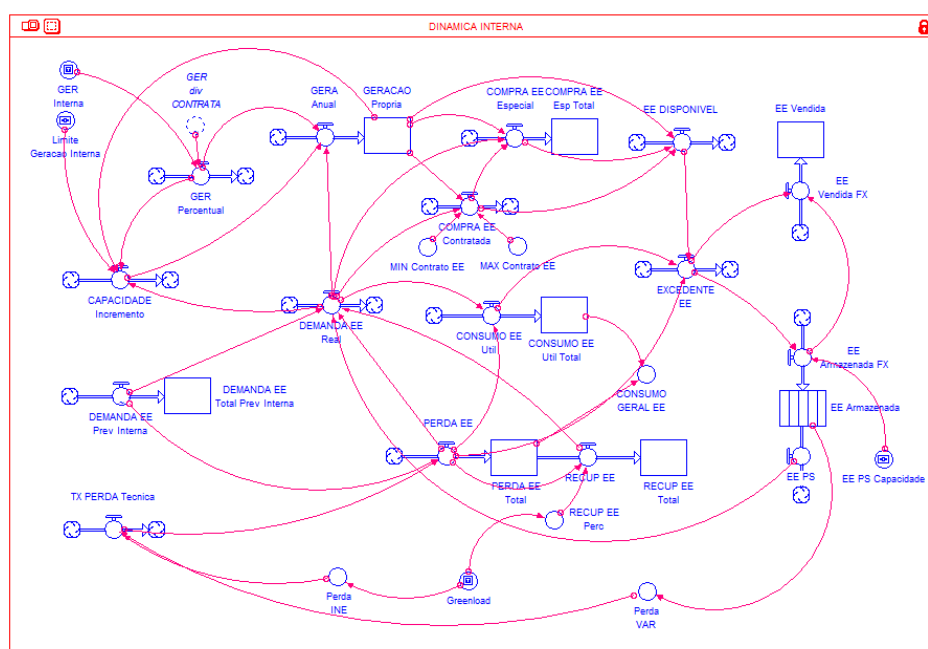 DINAMICA INTERNA
GER
Interna
Limite
Geracao Interna
GER
div
CONTRATA
GER
Percentual
GERA
Anual
GERACAO
Propria
COMPRA EE
Especial
COMPRA EE
Esp Total
EE DISPONIVEL
EE Vendida
EE
Vendida FX
COMPRA EE
Contratada
MIN Contrato EE
MAX Contrato EE
CAPACIDADE
Incremento
DEMANDA EE
Real
CONSUMO EE
Util
CONSUMO EE
Util Total
EXCEDENTE
EE
EE
Armazenada FX
CONSUMO
GERAL EE
DEMANDA EE
Prev Interna
DEMANDA EE
Total Prev Interna
EE Armazenada
PERDA EE
PERDA EE
Total
RECUP EE
RECUP EE
Total
EE PS
EE PS Capacidade
TX PERDA Tecnica
RECUP EE
Perc
Perda
INE
Greenload
Perda
VAR